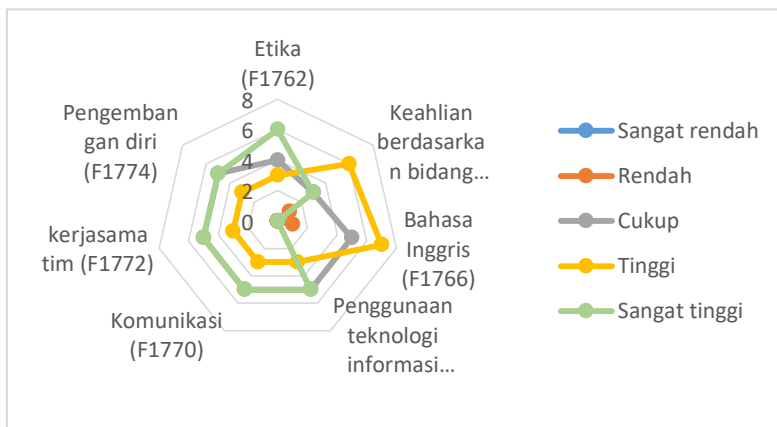 Etika
(F1762)
8
6
4
2
0
Keahlian
berdasarkan
n bidang...
Bahasa
Inggris
(F1766)
Penggunaan
teknologi
informasi...
Komunikasi
(F1770)
kerjasama
tim (F1772)
Pengemban
gan diri
(F1774)
Sangat rendah
Rendah
Cukup
Tinggi
Sangat tinggi